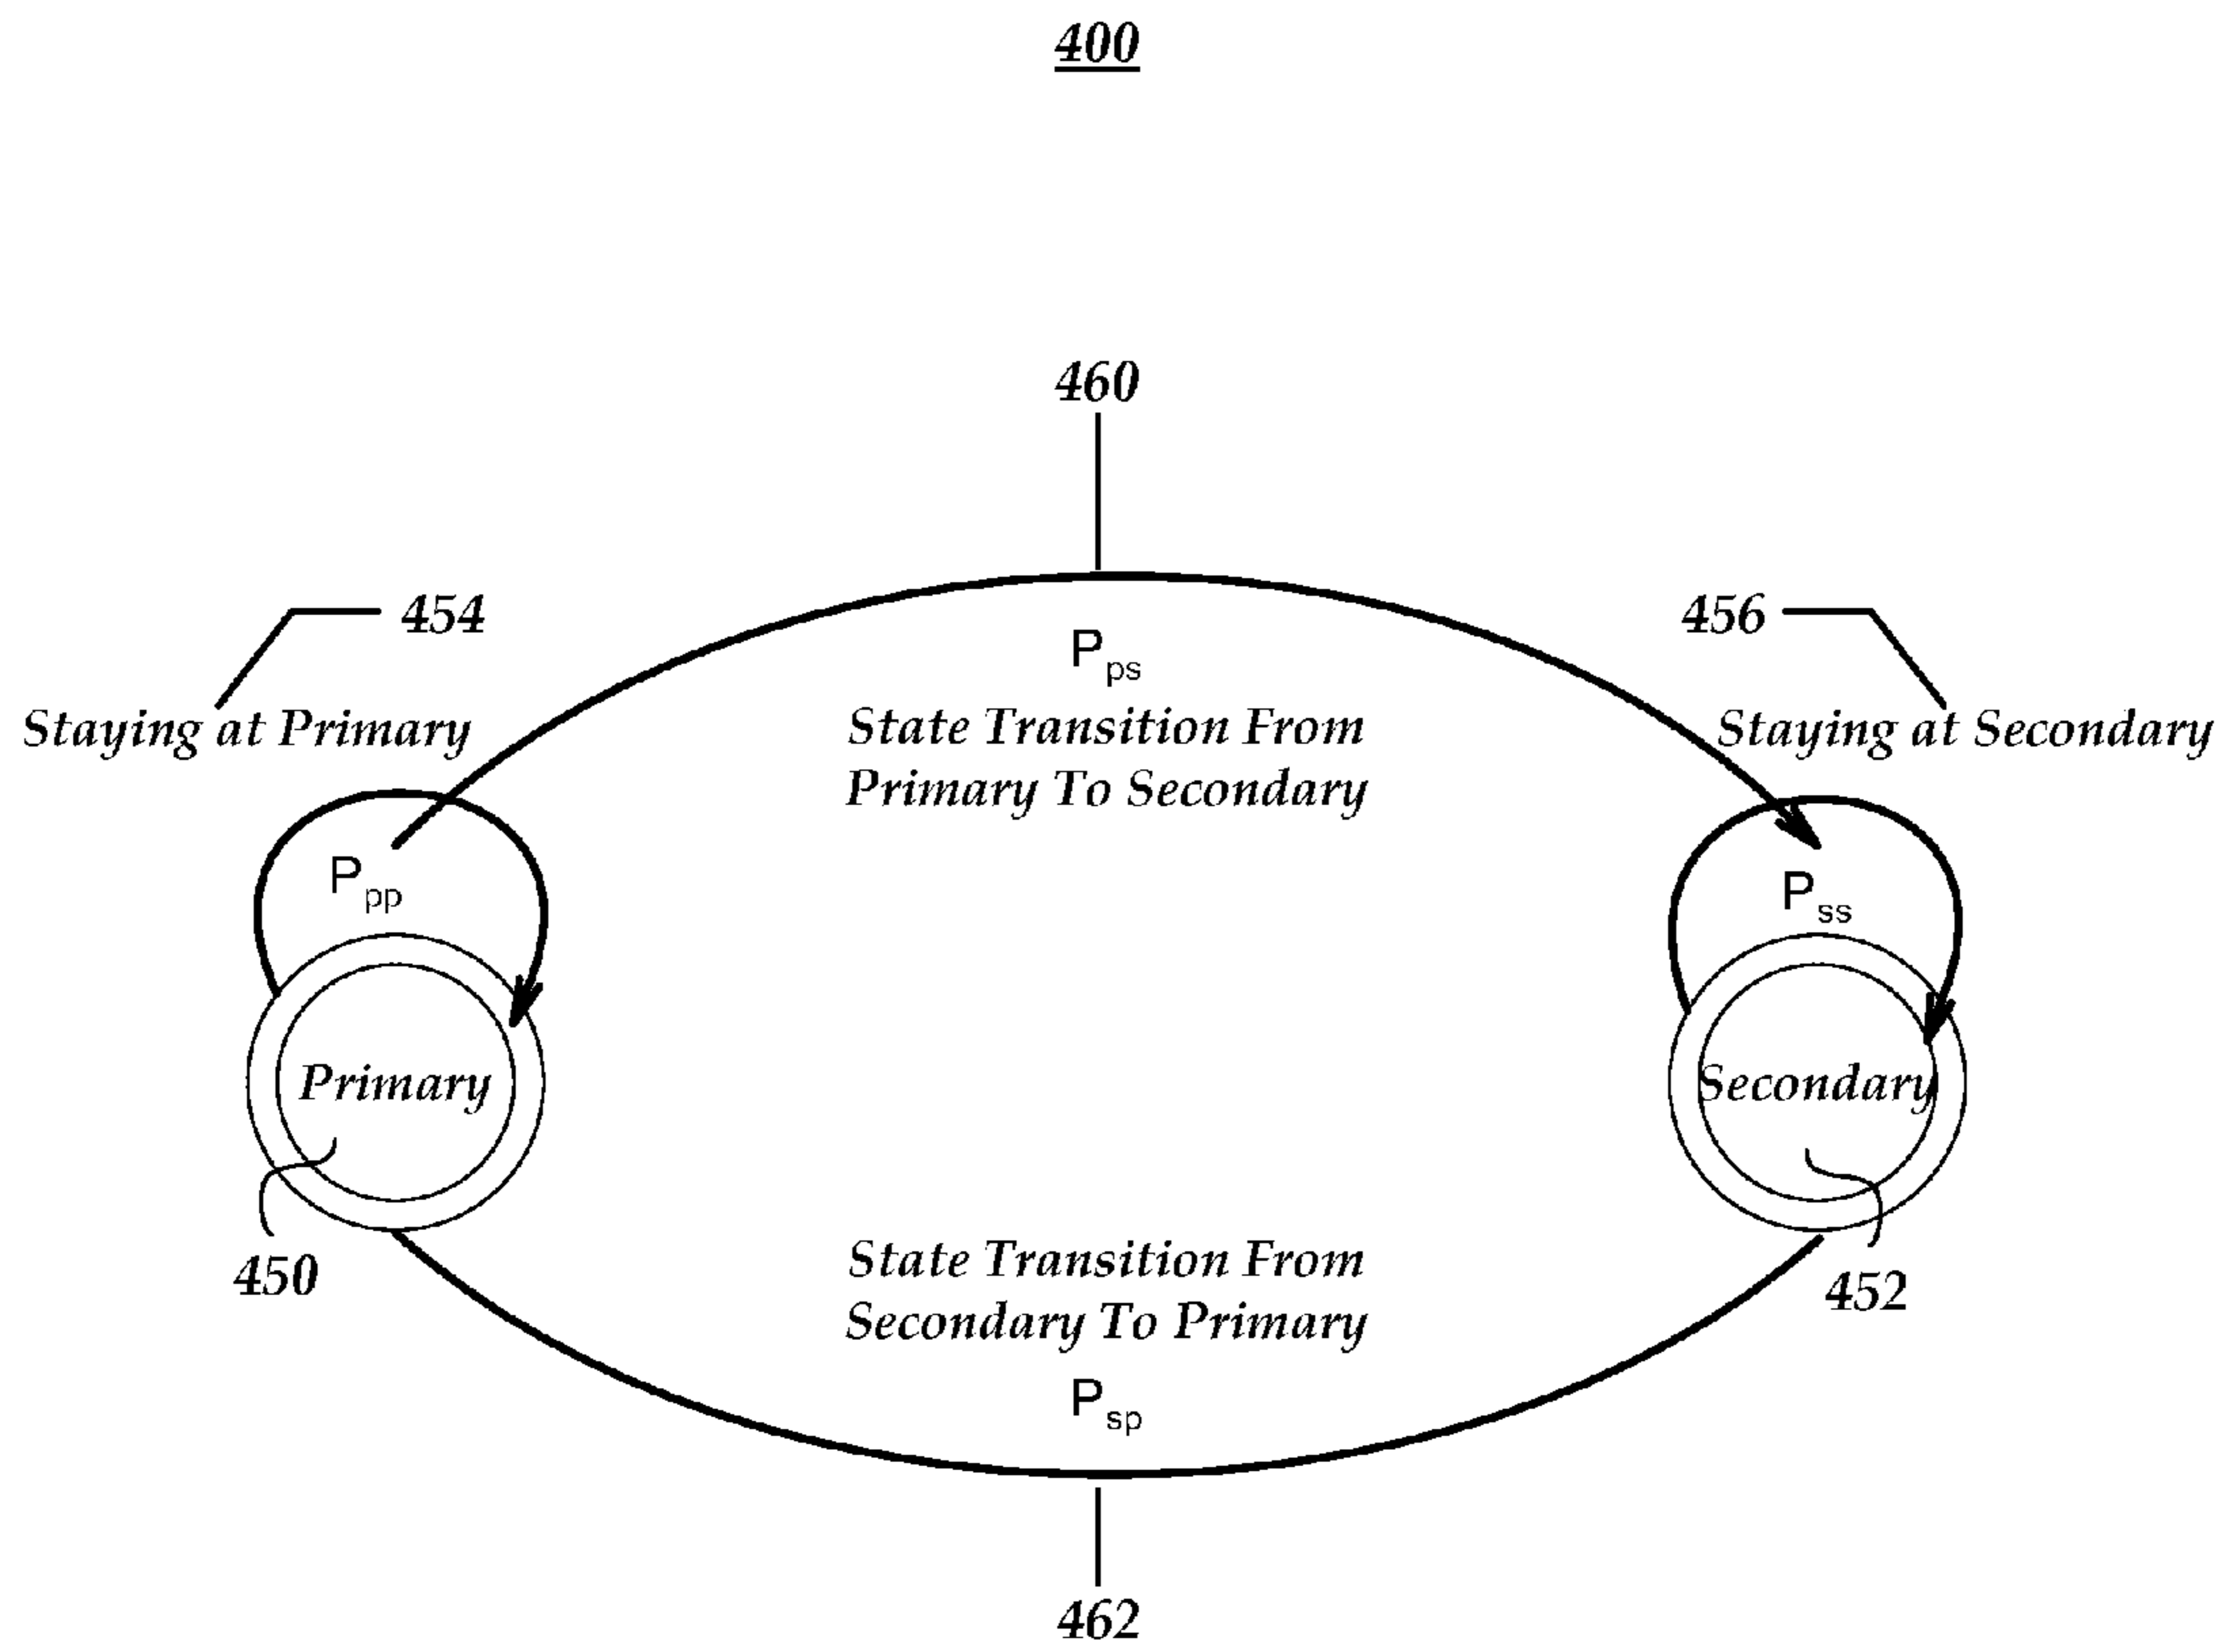 400
460
454
456
Pps
Staying at Primary
State Transition From
Primary To Secondary
Staying at Secondary
Ppp
Pss
Primary
Secondary
450
State Transition From
Secondary To Primary
452
Psp
462